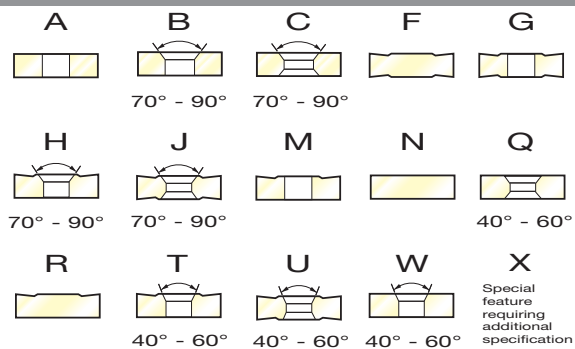 A B C F G
70° - 90° 70° - 90°
H J M N Q
70° - 90° 70° - 90° 40° - 60°
R T U W X
Special
feature
requiring
additional
specification
40° - 60° 40° - 60° 40° - 60°